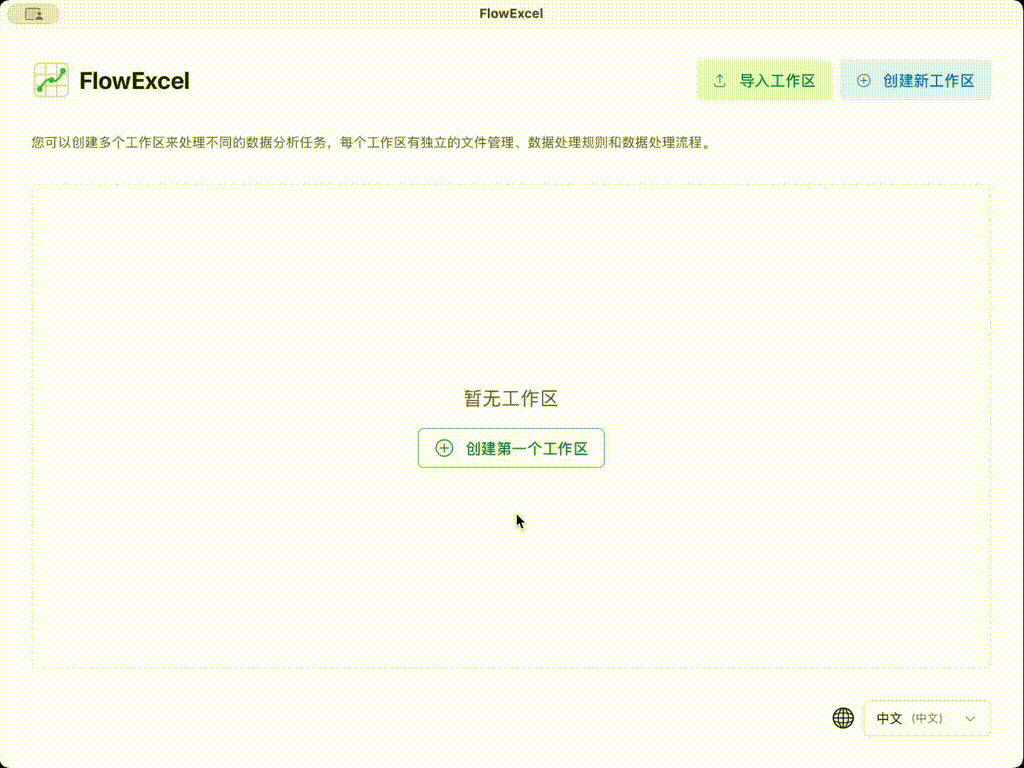 FlowExcel
FlowExcel
导入工作区
创建新工作区
您可以创建多个工作区来处理不同的数据分析任务，每个工作区有独立的文件管理、数据处理规则和数据处理流程。
暂无工作区
创建第一个工作区
中文 (中文)